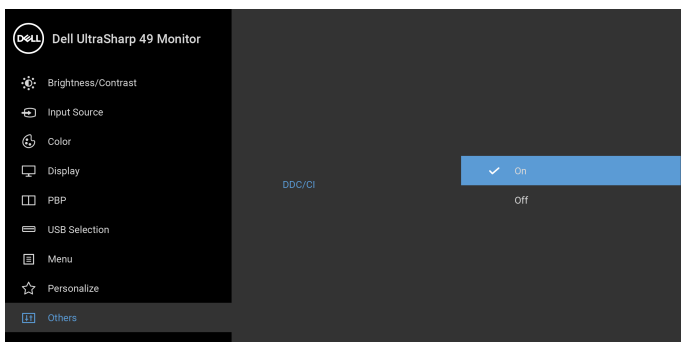 DELL
Dell UltraSharp 49 Monitor
Brightness/Contrast
Input Source
Color
Display
PBP
USB Selection
Menu
Personalize
Others
DDC/CI
On
Off